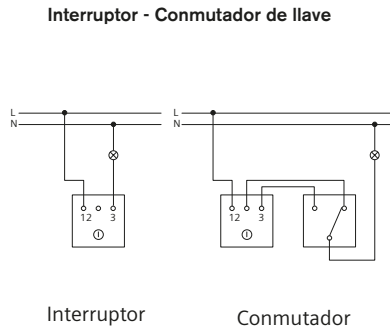 Interruptor - Conmutador de llave
L
N
L
N
12 3
12 3
Interruptor
Conmutador